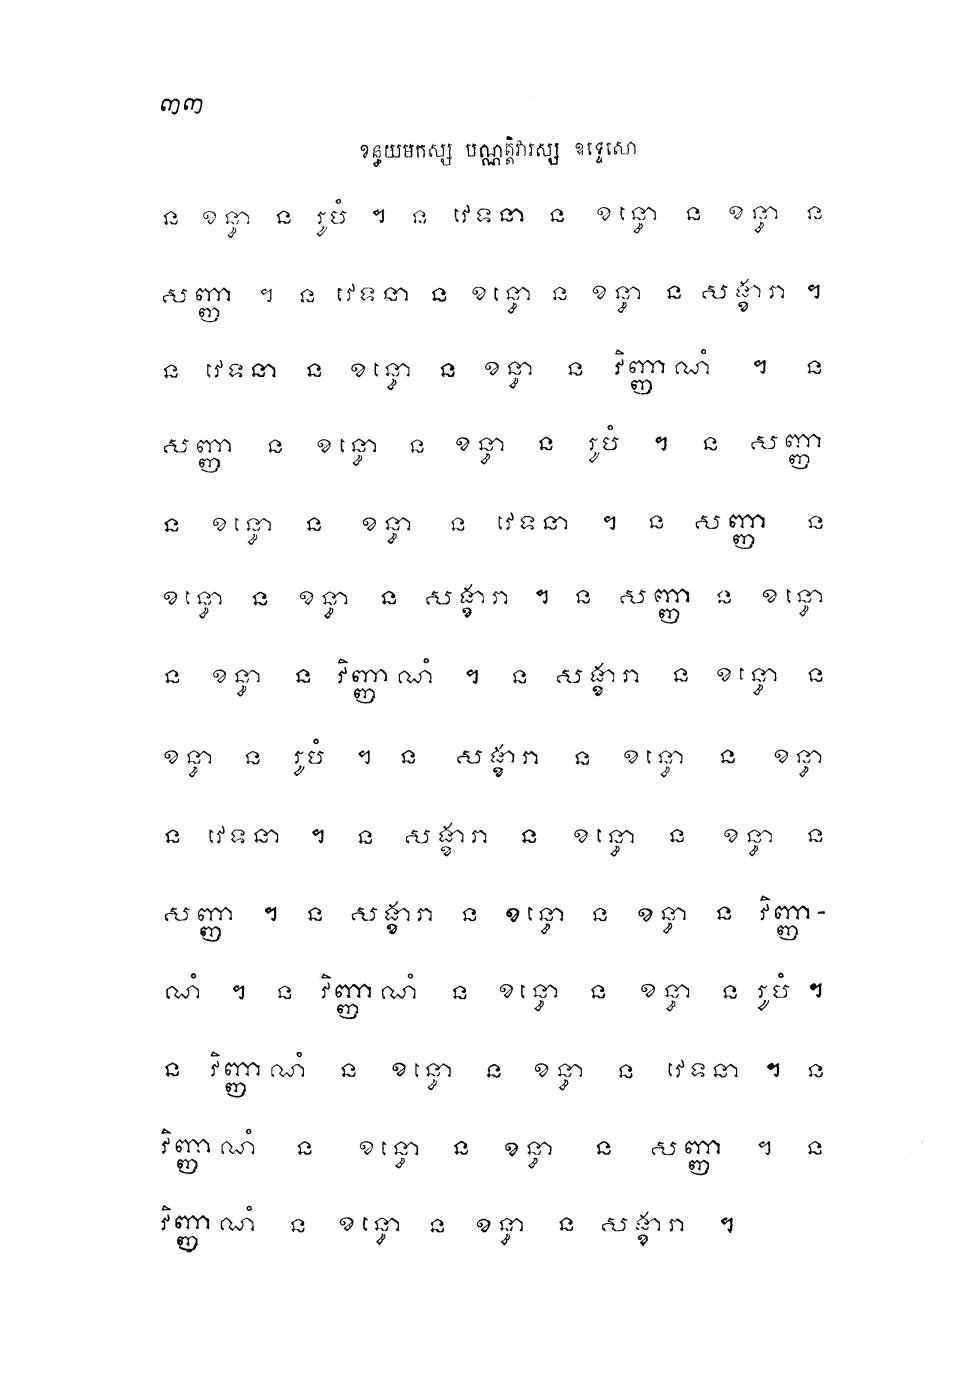 ៣៣
ខន្ធយមកស្ស បណ្ណត្តិវារស្ស ឧទ្ទេសោ
ន ខន្ធា ន រូបំ ។ ន វេទនា ន ខន្ធោ ន ខន្ធា ន
សញ្ញា ។ ន វេទនា ន ខន្ធោ ន ខន្ធា ន សង្ខារា ។
ន វេទនា ន ខន្ធោ ន ខន្ធា ន វិញ្ញាណំ ។ ន
សញ្ញា ន ខន្ធោ ន ខន្ធា ន រូបំ ។ ន សញ្ញា
ន ខន្ធោ ន ខន្ធា ន វេទនា ។ ន សញ្ញា ន
ខន្ធោ ន ខន្ធា ន សង្ខារា ។ ន សញ្ញា ន ខន្ធោ
ន ខន្ធា ន វិញ្ញាណំ ។ ន សង្ខារា ន ខន្ធោ ន
ខន្ធា ន រូបំ ។ ន សង្ខារា ន ខន្ធោ ន ខន្ធា
ន វេទនា ។ ន សង្ខារា ន ខន្ធោ ន ខន្ធា ន
សញ្ញា ។ ន សង្ខារា ន ខន្ធោ ន ខន្ធា ន វិញ្ញា-
ណំ ។ ន វិញ្ញាណំ ន ខន្ធោ ន ខន្ធា ន រូបំ ។
ន វិញ្ញាណំ ន ខន្ធោ ន ខន្ធា ន វេទនា ។ ន
វិញ្ញាណំ ន ខន្ធោ ន ខន្ធា ន សញ្ញា ។ ន
វិញ្ញាណំ ន ខន្ធោ ន ខន្ធា ន សង្ខារា ។